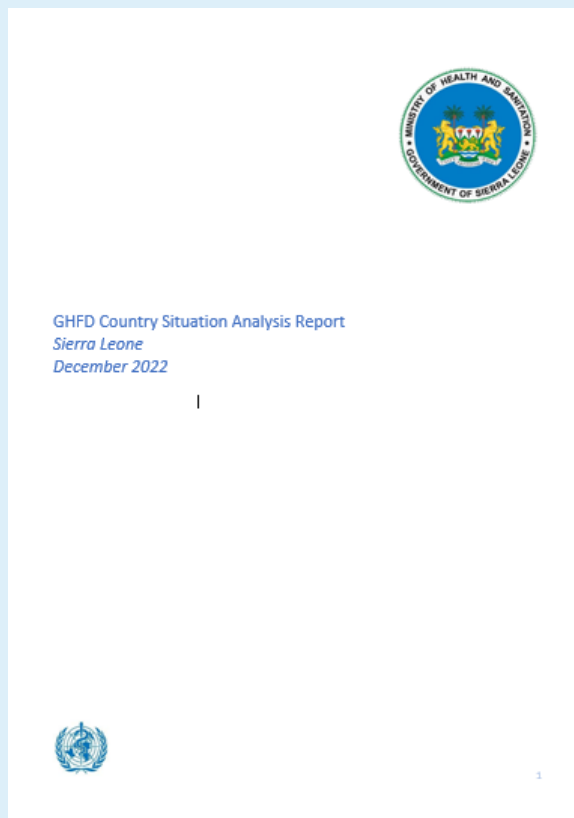 MINISTRY OF HEALTH AND SANITATION
GOVERNMENT OF SIERRA LEONE
GHFD Country Situation Analysis Report
Sierra Leone
December 2022
1